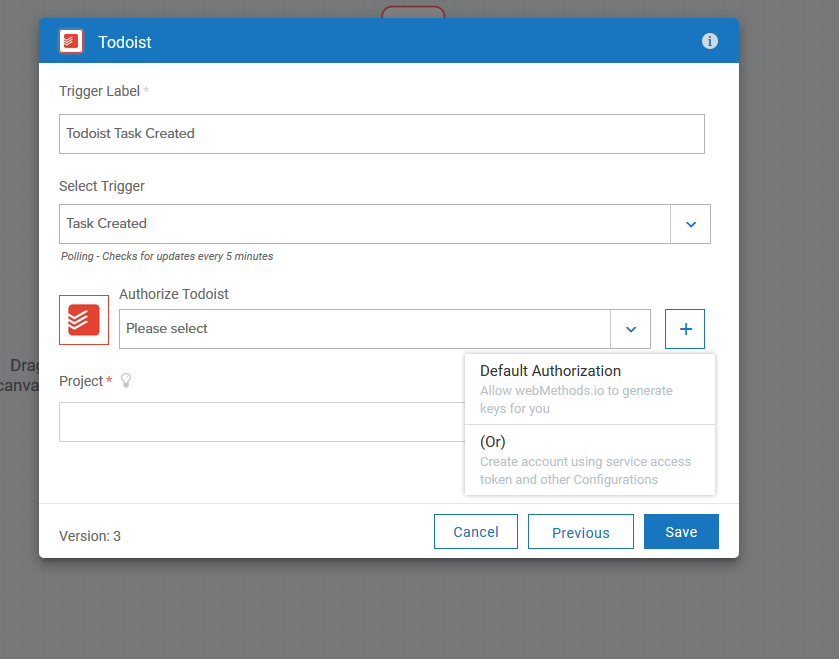 Todoist
i
Trigger Label *
Todoist Task Created
Select Trigger
Task Created
Polling - Checks for updates every 5 minutes
Authorize Todoist
Please select
+
Default Authorization
Allow webMethods.io to generate
keys for you
(Or)
Create account using service access
token and other Configurations
Project *
Version: 3
Cancel
Previous
Save